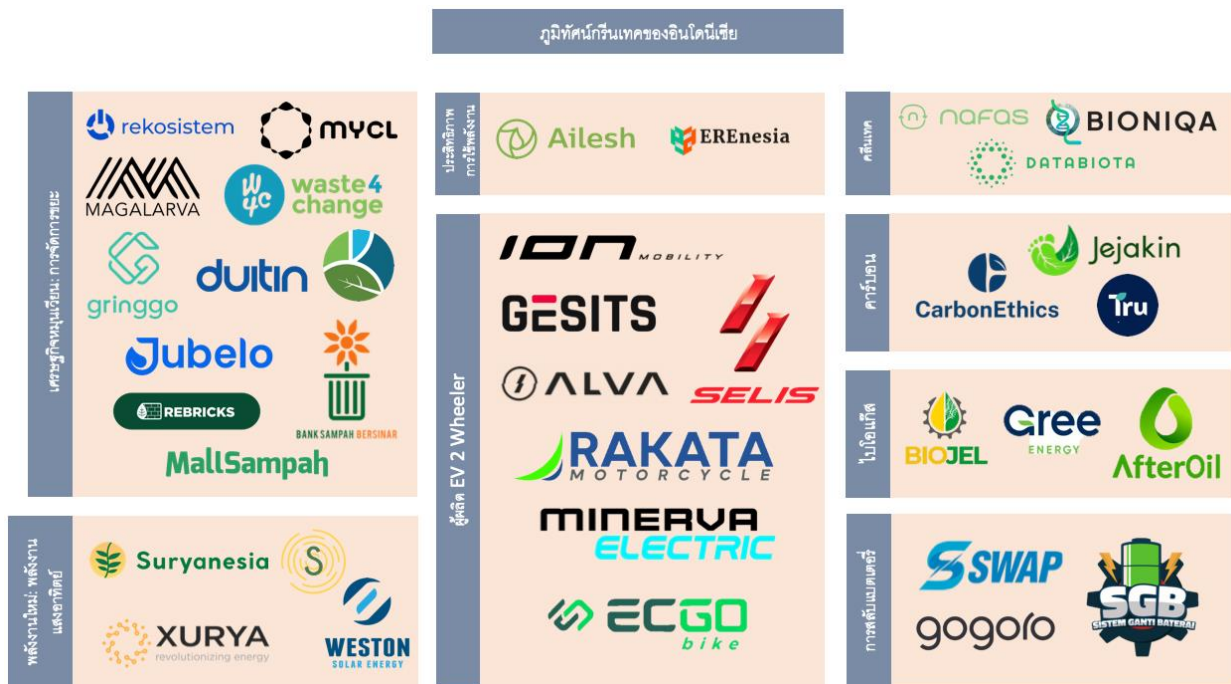 ภูมิทัศน์กรีนเทคของอินโดนีเซีย
เศรษฐกิจหมุนเวียน: การจัดการขยะ
rekosistem
MYCL
MAGALARVA
W4C
waste4
change
gringgo
duitin
Jubelo
REBRICKS
BANK SAMPAH BERSINAR
MallSampah
พลังงานใหม่: พลังงาน
แสงอาทิตย์
Suryanesia
S
XURYA
revolutionizing energy
WESTON
SOLAR ENERGY
ประสิทธิภาพ
การใช้พลังงาน
Ailesh
EREnesia
ผู้ผลิต EV 2 Wheeler
ION MOBILITY
GESITS
SELIS
ALVA
RAKATA
MOTORCYCLE
MINERVA
ELECTRIC
ECGO
bike
คลีนเทค
n
nafas
BIONIQA
DATABIOTA
คาร์บอน
Jejakin
CarbonEthics
Tru
ไบโอแก๊ส
BIOJEL
Gree
ENERGY
AfterOil
การสลับแบตเตอรี่
SWAP
gogoro
SGB
SISTEM GANTI BATERAI